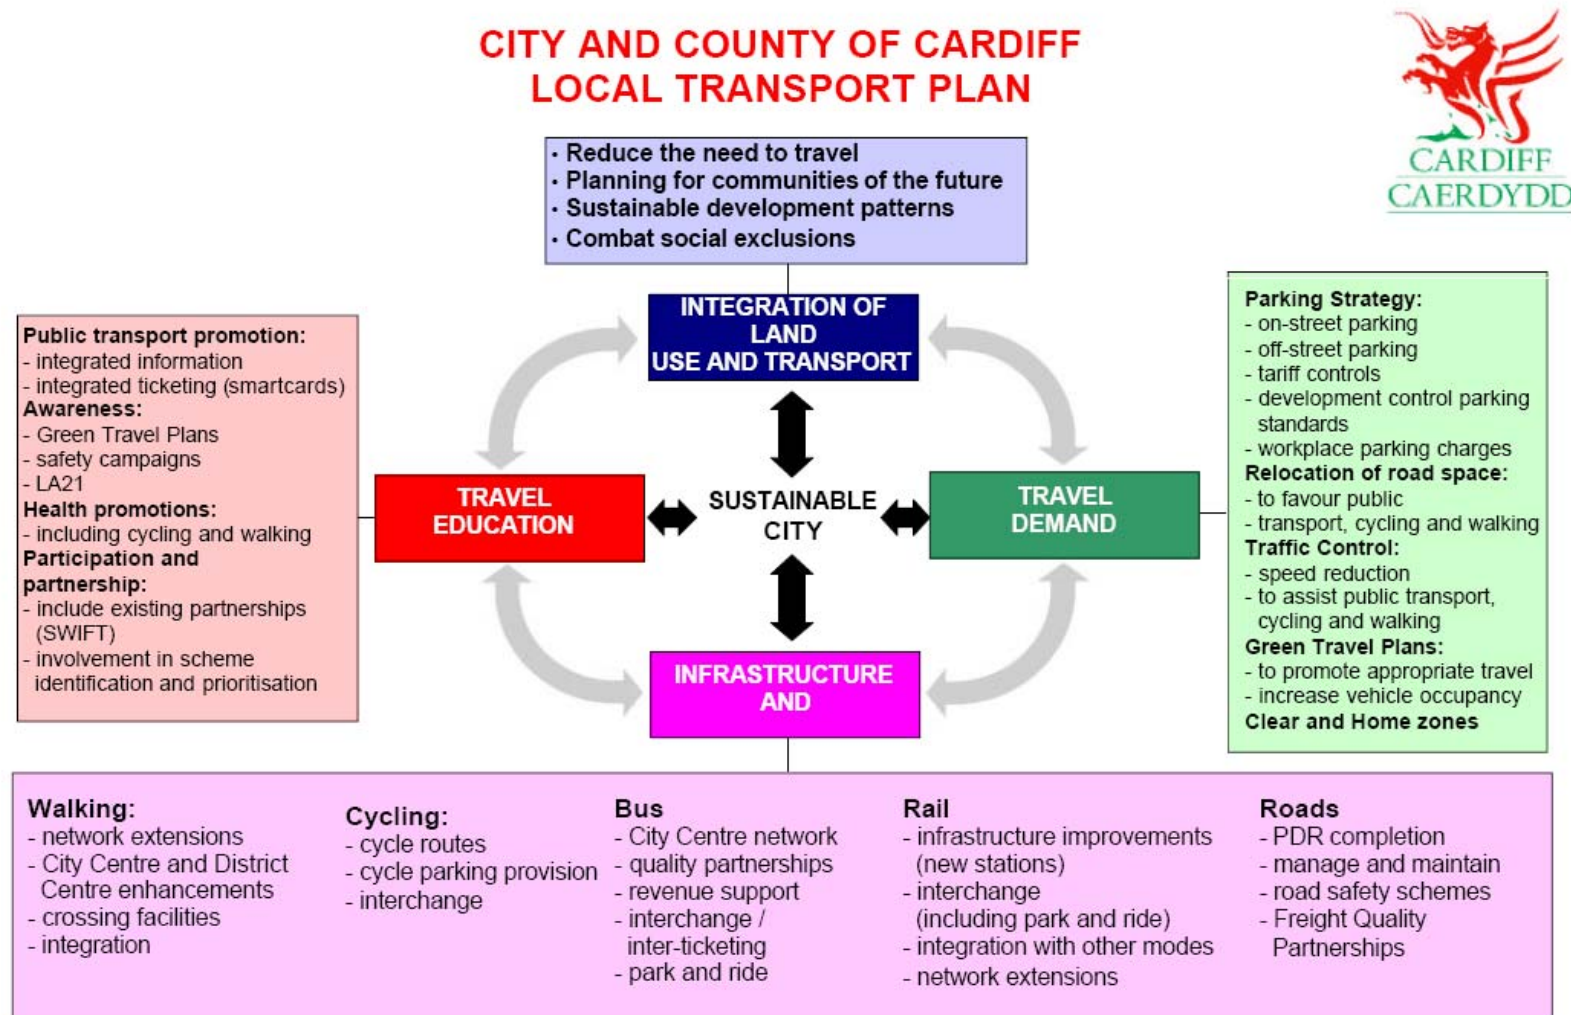 CITY AND COUNTY OF CARDIFF
LOCAL TRANSPORT PLAN
CARDIFF
CAERDYDD
· Reduce the need to travel
· Planning for communities of the future
· Sustainable development patterns
· Combat social exclusions
INTEGRATION OF
LAND
USE AND TRANSPORT
Public transport promotion:
- integrated information
- integrated ticketing (smartcards)
Awareness:
- Green Travel Plans
- safety campaigns
- LA21
Health promotions:
- including cycling and walking
Participation and
partnership:
- include existing partnerships
(SWIFT)
- involvement in scheme
identification and prioritisation
TRAVEL
EDUCATION
SUSTAINABLE
CITY
TRAVEL
DEMAND
Parking Strategy:
- on-street parking
- off-street parking
- tariff controls
- development control parking
standards
- workplace parking charges
Relocation of road space:
- to favour public
- transport, cycling and walking
Traffic Control:
- speed reduction
- to assist public transport,
cycling and walking
Green Travel Plans:
- to promote appropriate travel
- increase vehicle occupancy
Clear and Home zones
INFRASTRUCTURE
AND
Walking:
- network extensions
- City Centre and District
Centre enhancements
- crossing facilities
- integration
Cycling:
- cycle routes
- cycle parking provision
- interchange
Bus
- City Centre network
- quality partnerships
- revenue support
- interchange /
inter-ticketing
- park and ride
Rail
- infrastructure improvements
(new stations)
- interchange
(including park and ride)
- integration with other modes
- network extensions
Roads
- PDR completion
- manage and maintain
- road safety schemes
- Freight Quality
Partnerships